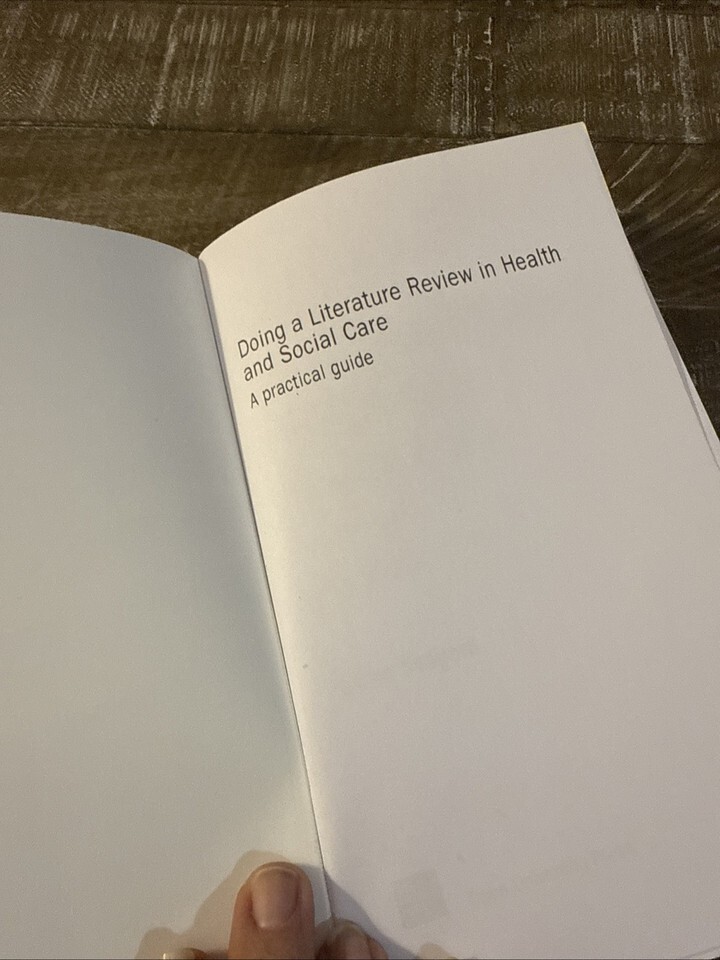 Doing a Literature Review in Health
and Social Care
A practical guide